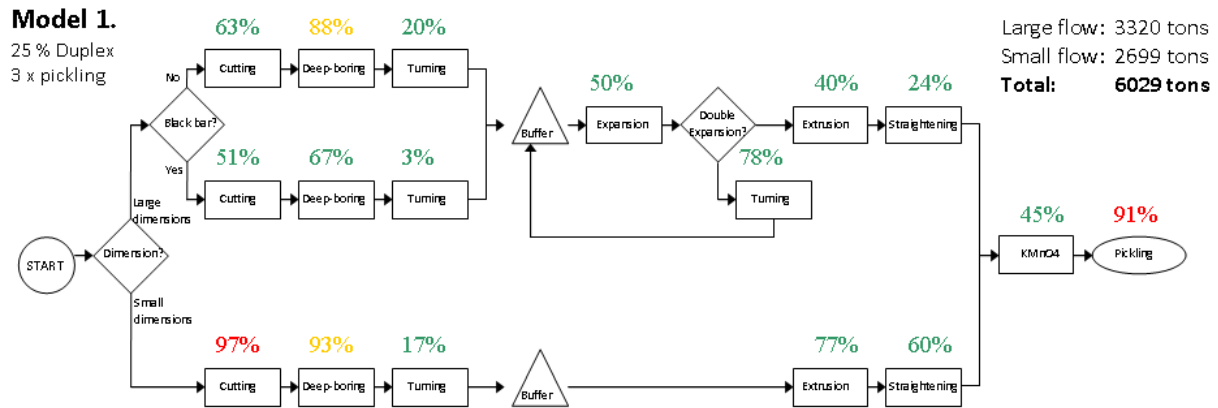 Model 1.
25 % Duplex
3 x pickling
Large flow: 3320 tons
Small flow: 2699 tons
Total: 6029 tons
63% 88% 20%
Cutting Deep-boring Turning
No
Black bar?
Yes
51% 67% 3%
Cutting Deep-boring Turning
Buffer
50%
Expansion
Double
Expansion?
78%
Turning
40% 24%
Extrusion Straightening
Large
dimensions
START
Dimension?
Small
dimensions
45% 91%
KMnO4 Pickling
97% 93% 17%
Cutting Deep-boring Turning
Buffer
77% 60%
Extrusion Straightening